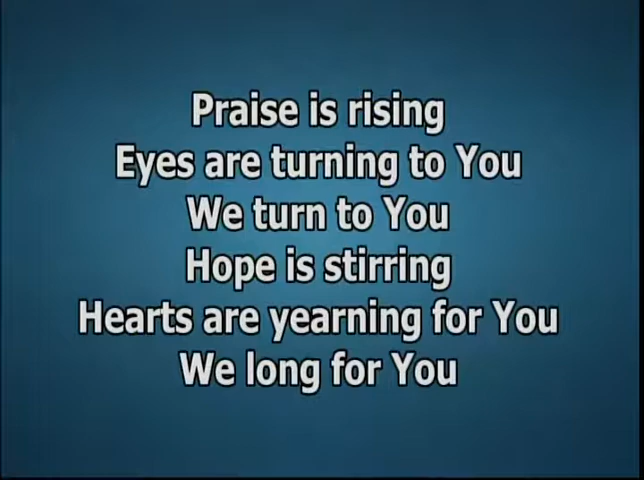 Praise is rising
Eyes are turning to You
We turn to You
Hope is stirring
Hearts are yearning for You
We long for You